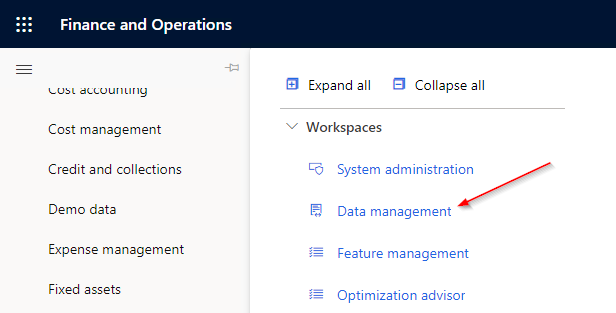 Finance and Operations
Cost accounting
Cost management
Credit and collections
Demo data
Expense management
Fixed assets
Expand all
Collapse all
Workspaces
System administration
Data management
Feature management
Optimization advisor